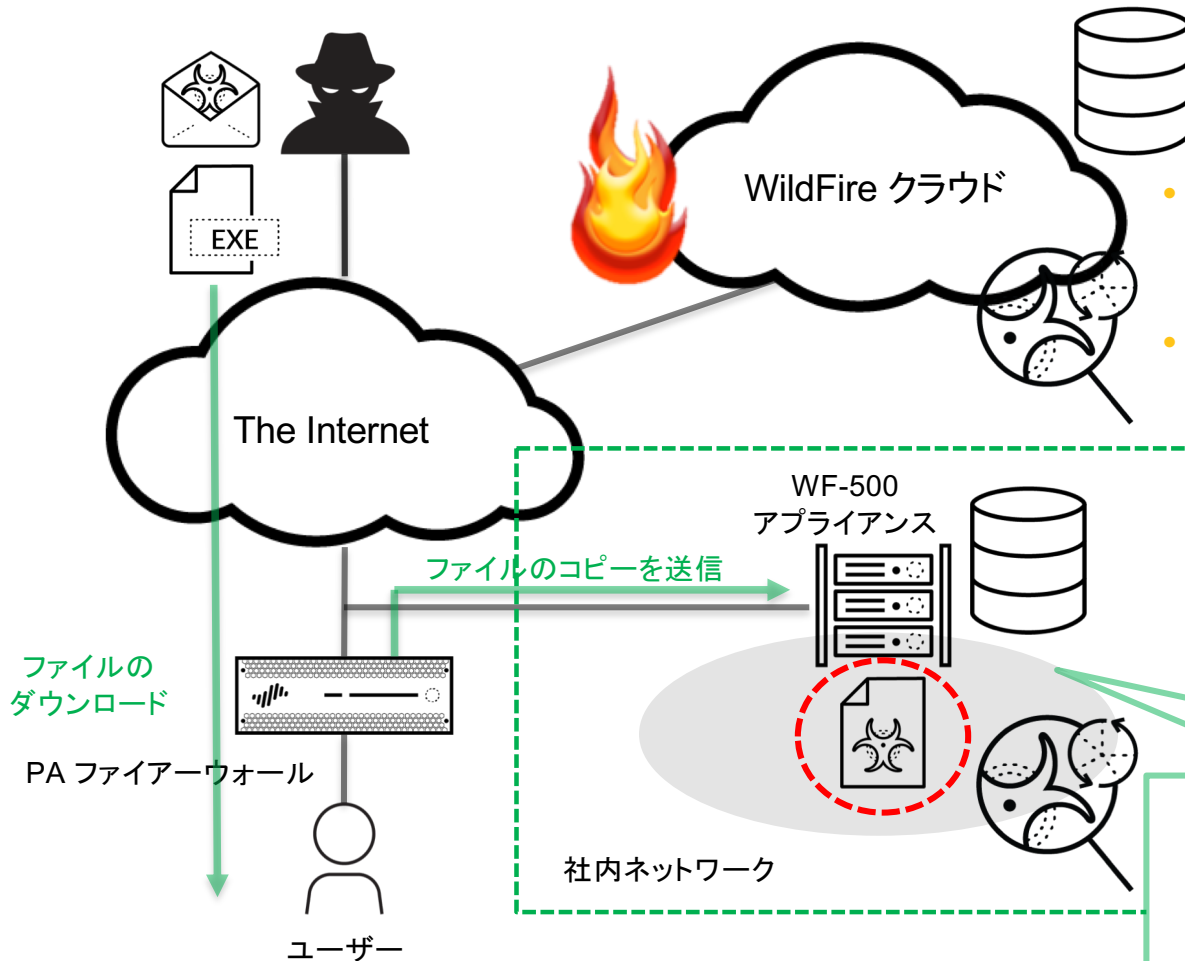 EXE
WildFire クラウド
The Internet
WF-500
アプライアンス
ファイルのコピーを送信
ファイルの
ダウンロード
PA ファイアーウォール
社内ネットワーク
ユーザー